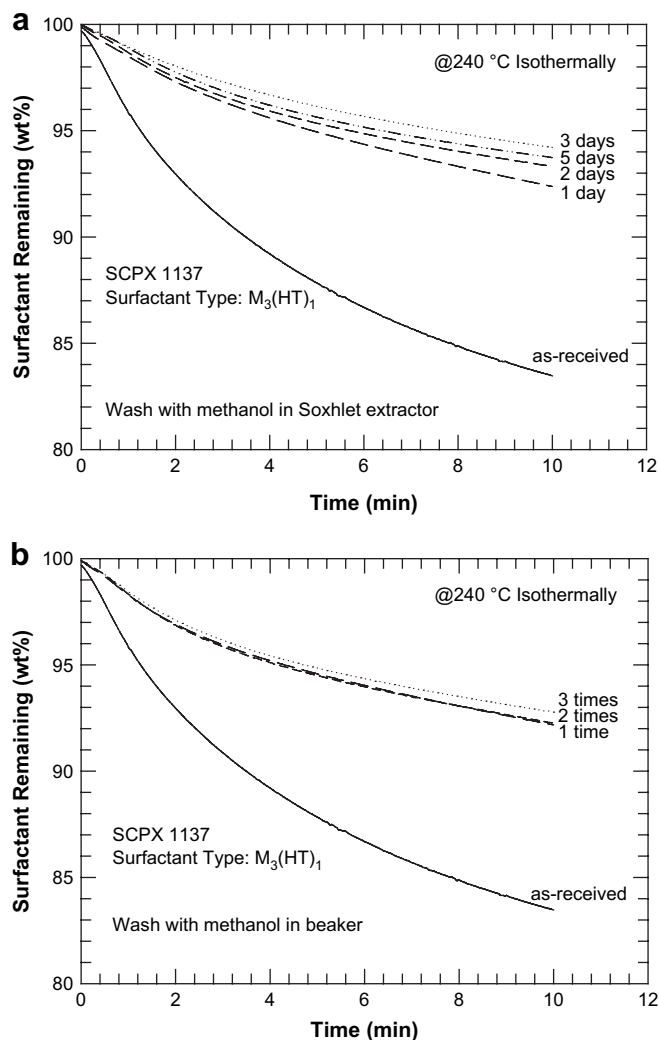 a
100
@240 °C Isothermally
95
3 days
5 days
2 days
1 day
90
SCPX 1137
Surfactant Type: M₃(HT)₁
85
as-received
Wash with methanol in Soxhlet extractor
80
0 2 4 6 8 10 12
Surfactant Remaining (wt%)
Time (min)
b
100
@240 °C Isothermally
95
3 times
2 times
1 time
90
SCPX 1137
Surfactant Type: M₃(HT)₁
85
as-received
Wash with methanol in beaker
80
0 2 4 6 8 10 12
Surfactant Remaining (wt%)
Time (min)